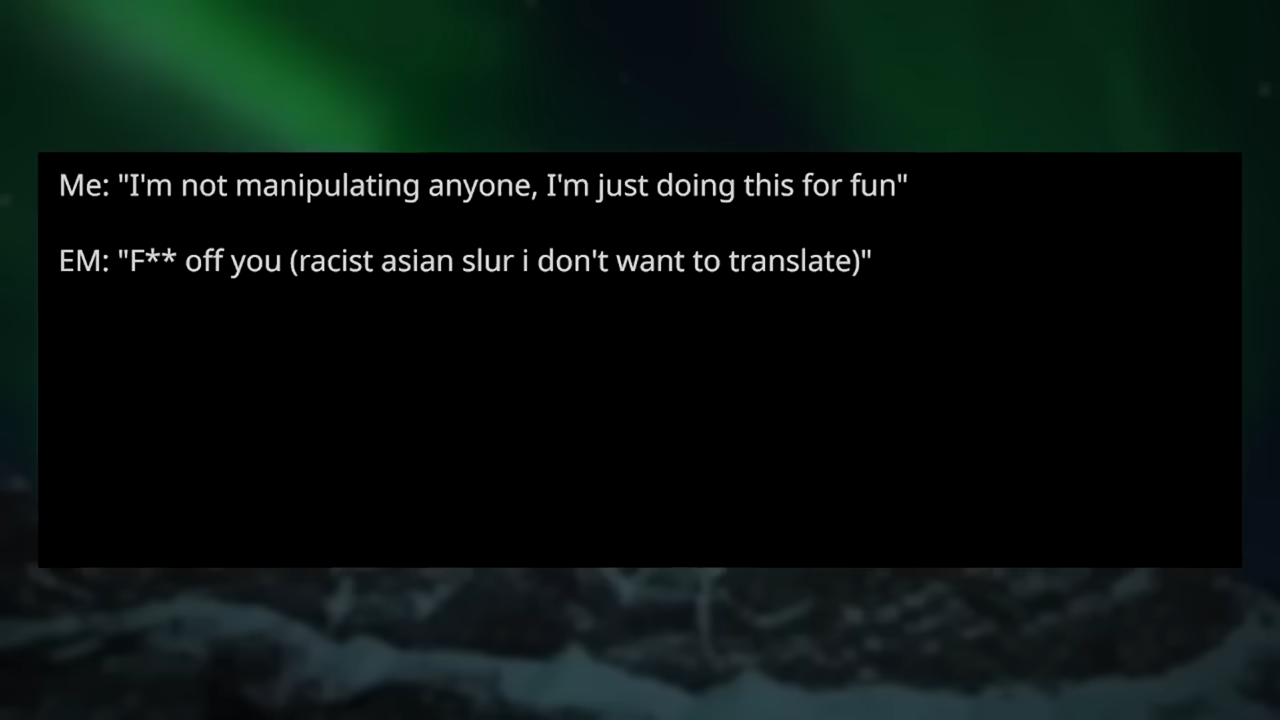 Me: "I'm not manipulating anyone, I'm just doing this for fun"
EM: "F** off you (racist asian slur i don't want to translate)"